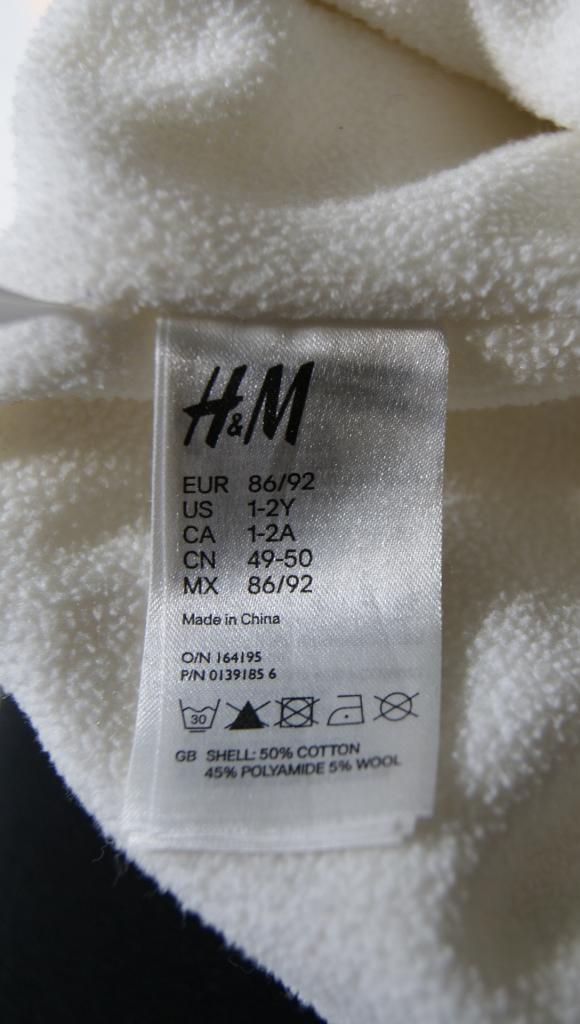 H&M
EUR 86/92
US 1-2Y
CA 1-2A
CN 49-50
MX 86/92
Made in China
O/N 164195
P/N 0139185 6
30
GB SHELL: 50% COTTON
45% POLYAMIDE 5% WOOL